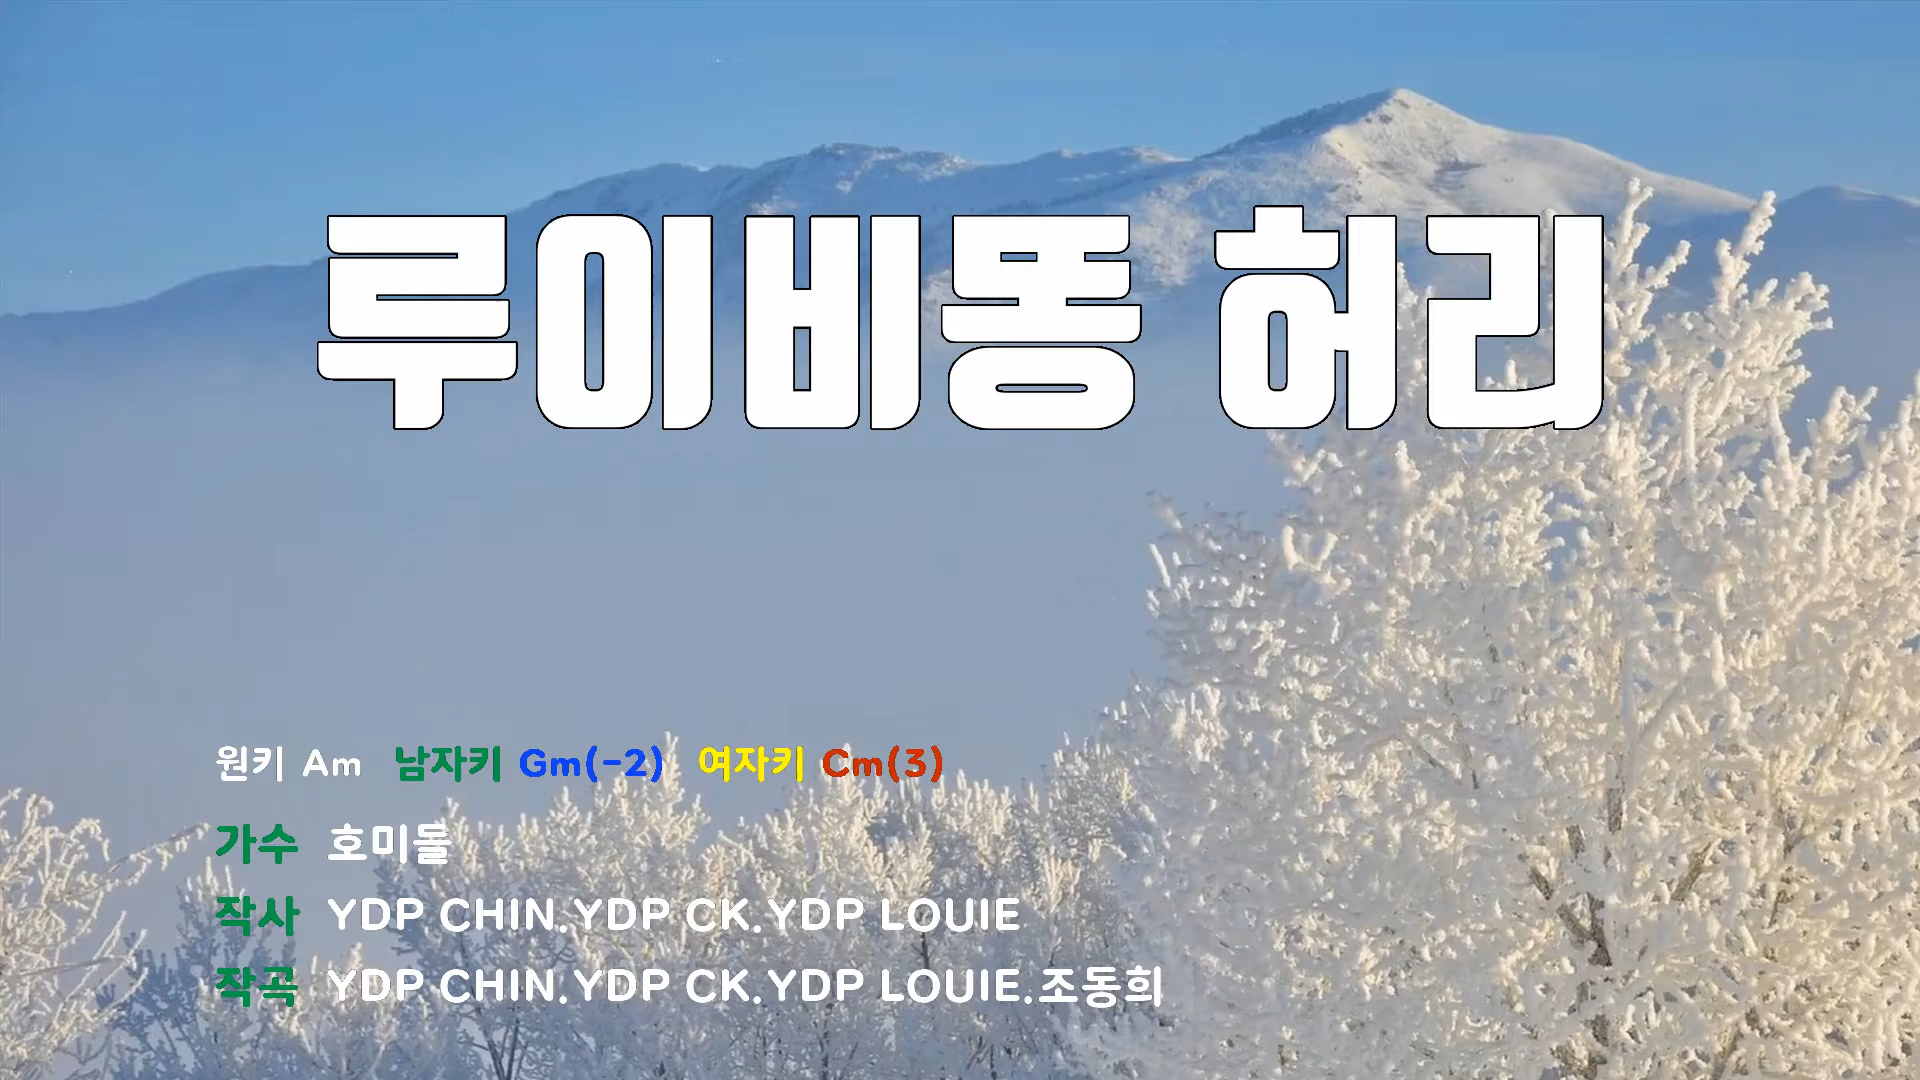 루이비똥 허리
원키 Am 남자키 Gm(-2) 여자키 Cm(3)
가수 호미들
작사 YDP CHIN.YDP CK.YDP LOUIE
작곡 YDP CHIN.YDP CK.YDP LOUIE.조동희